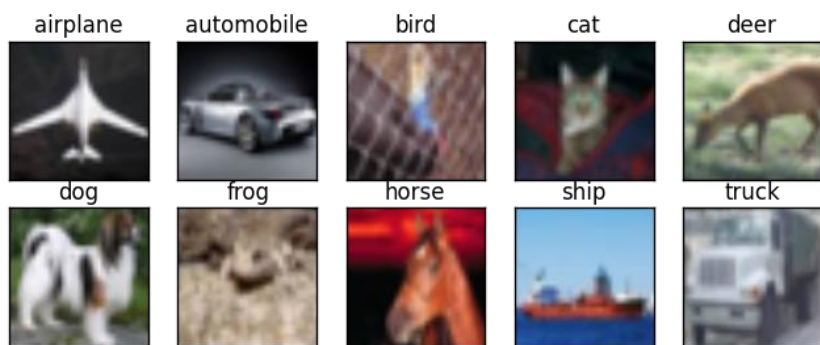 airplane automobile bird cat deer
dog frog horse ship truck